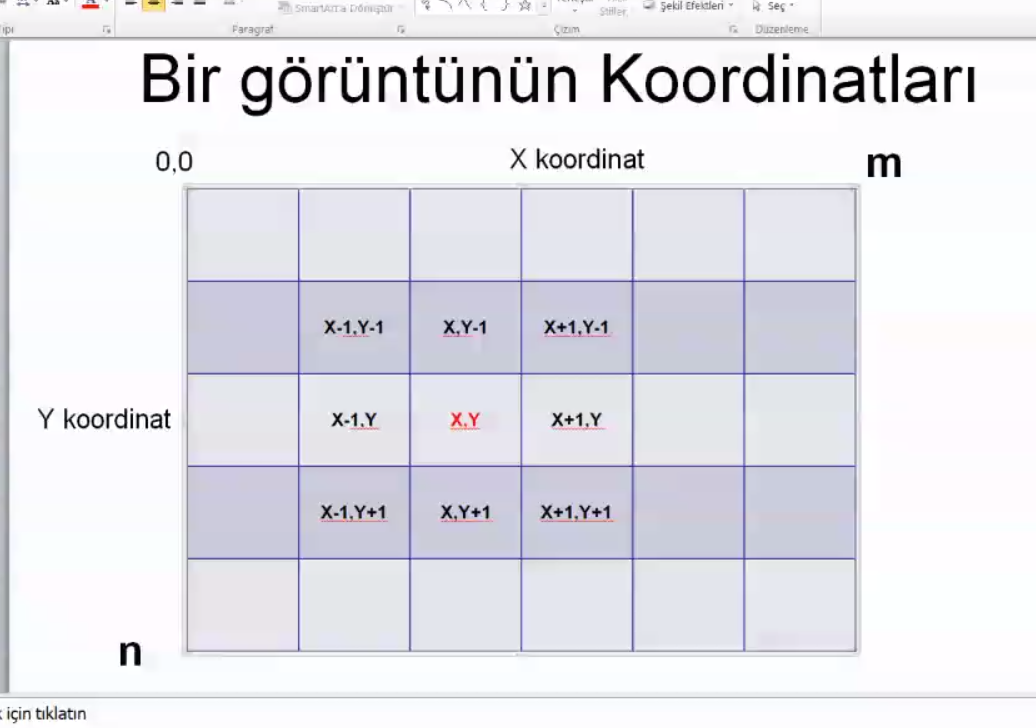 SmartArt'a Dönüştür
Şekil Efektleri
Seç
Stiller
Paragraf
Çizim
Düzenleme
Bir görüntünün Koordinatları
0,0
X koordinat
m
X-1,Y-1
X,Y-1
X+1,Y-1
Y koordinat
X-1,Y
X,Y
X+1,Y
X-1,Y+1
X,Y+1
X+1,Y+1
n
için tıklatın